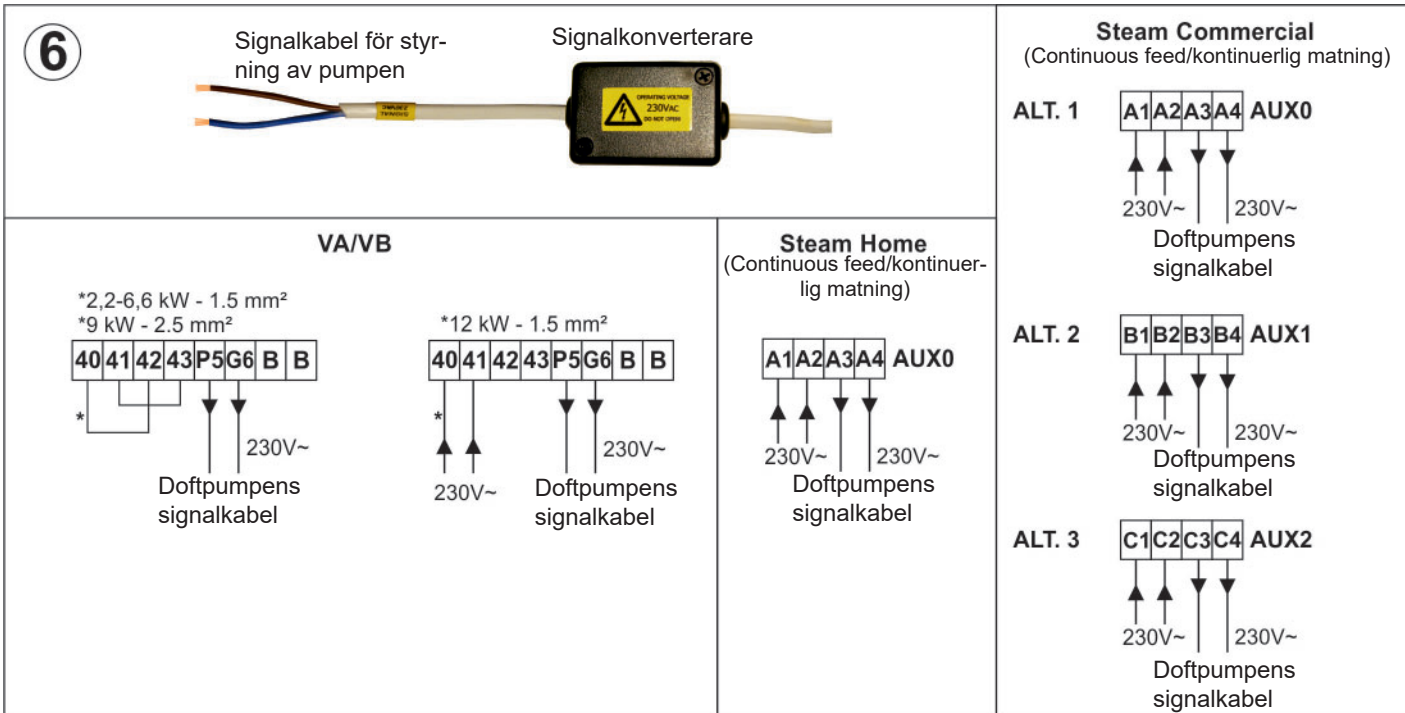 6
Signalkabel för styr-
ning av pumpen
Signalkonverterare
OPERATING VOLTAGE
230VAC
DO NOT OPEN!
VA/VB
*2,2-6,6 kW - 1.5 mm²
*9 kW - 2.5 mm²
40 41 42 43 P5 G6 B B
*
230V~
Doftpumpens
signalkabel
*12 kW - 1.5 mm²
40 41 42 43 P5 G6 B B
*
230V~
230V~
Doftpumpens
signalkabel
Steam Home
(Continuous feed/kontinuer-
lig matning)
A1 A2 A3 A4 AUX0
230V~ 230V~
Doftpumpens
signalkabel
Steam Commercial
(Continuous feed/kontinuerlig matning)
ALT. 1 A1 A2 A3 A4 AUX0
230V~ 230V~
Doftpumpens
signalkabel
ALT. 2 B1 B2 B3 B4 AUX1
230V~ 230V~
Doftpumpens
signalkabel
ALT. 3 C1 C2 C3 C4 AUX2
230V~ 230V~
Doftpumpens
signalkabel